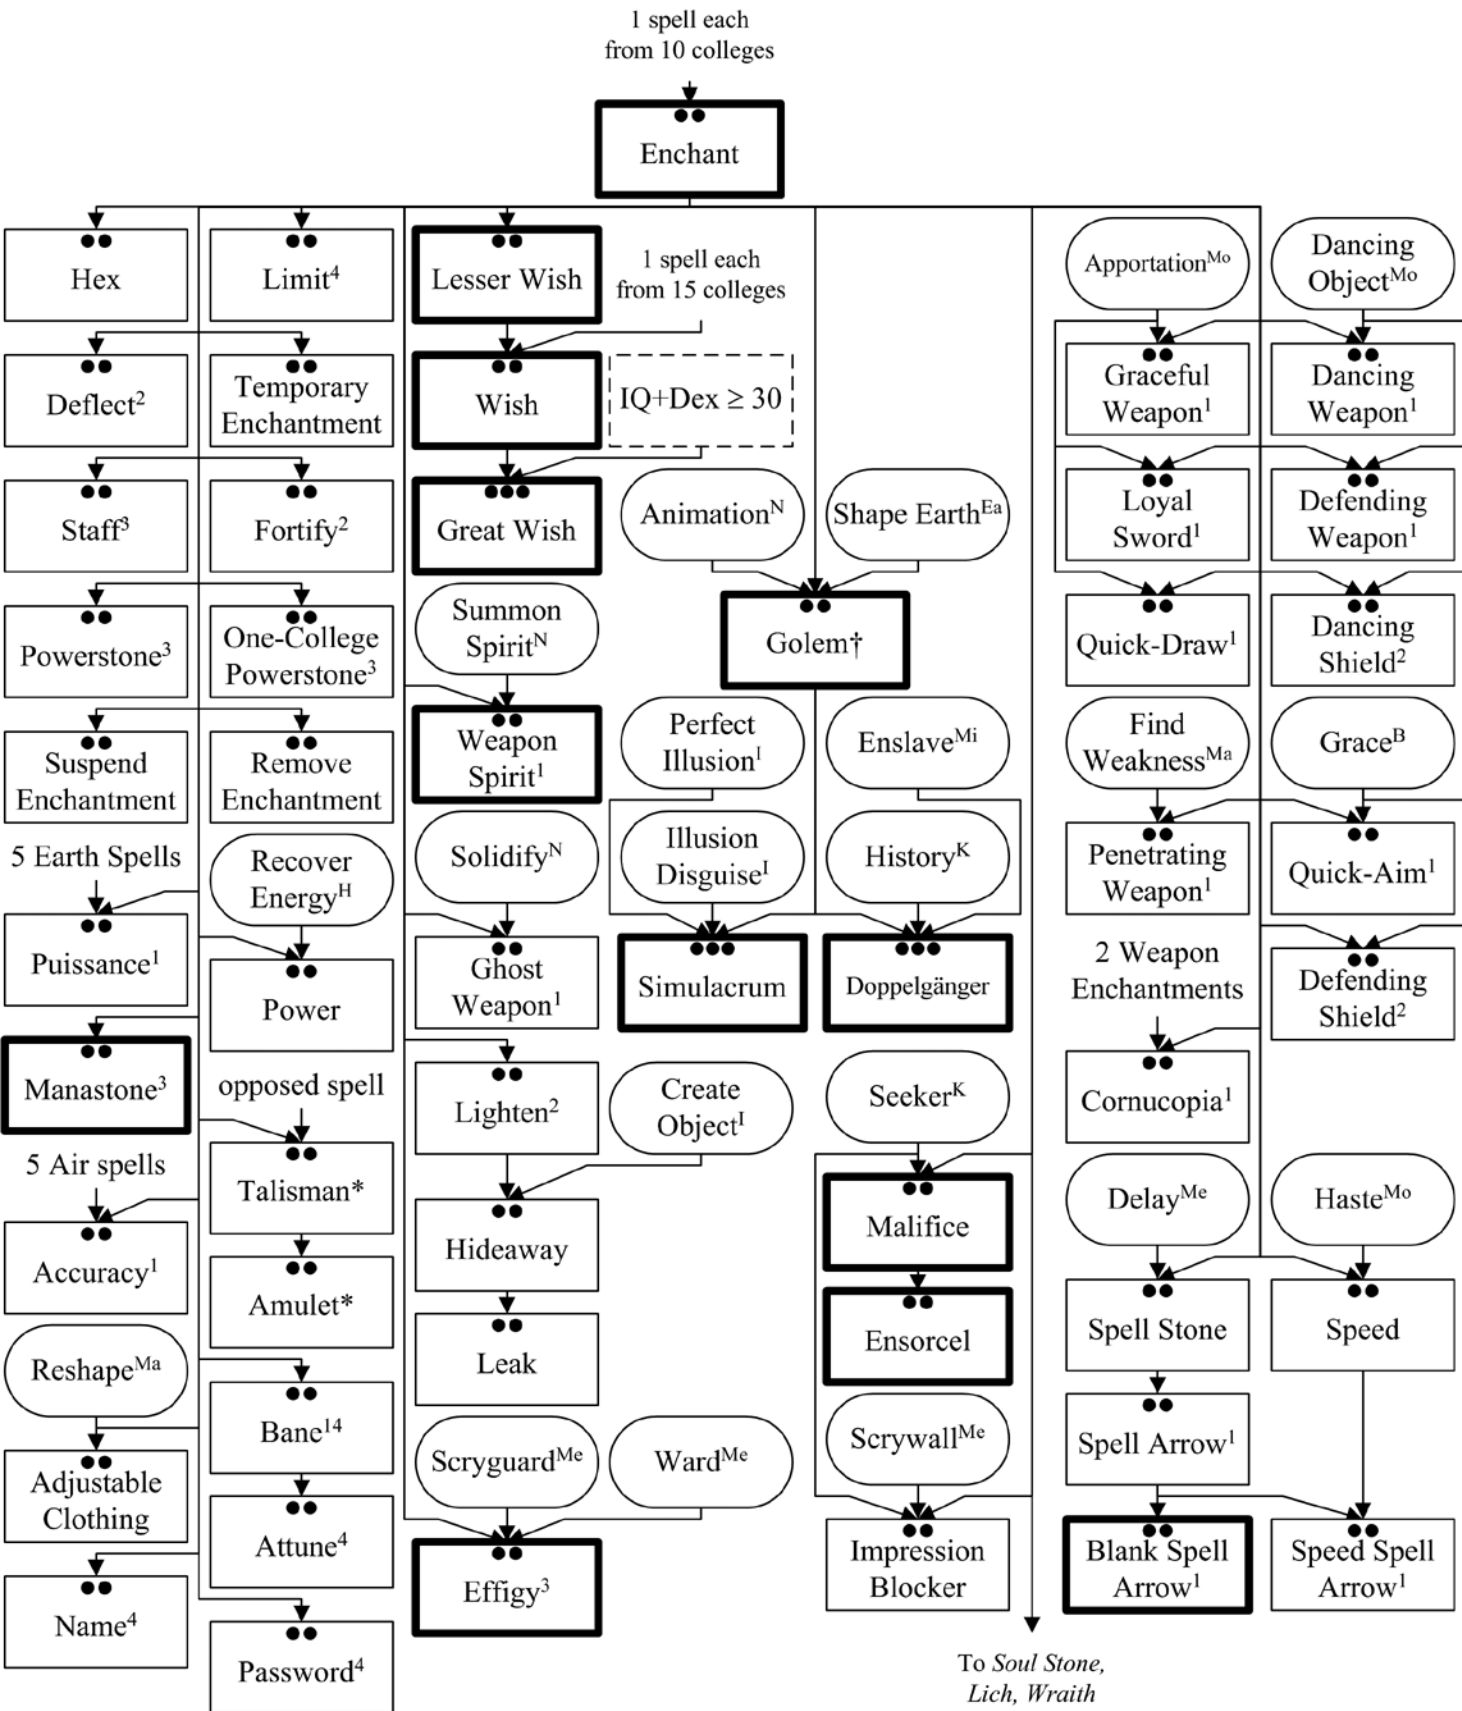 1 spell each
from 10 colleges
Enchant
Hex
Limit⁴
Lesser Wish
1 spell each
from 15 colleges
Apportationᴹᵒ
Dancing
Objectᴹᵒ
Deflect²
Temporary
Enchantment
Wish
IQ+Dex ≥ 30
Graceful
Weapon¹
Dancing
Weapon¹
Staff³
Fortify²
Great Wish
Animationᴺ
Shape Earthᴱᵃ
Loyal
Sword¹
Defending
Weapon¹
Powerstone³
One-College
Powerstone³
Summon
Spiritᴺ
Golem†
Quick-Draw¹
Dancing
Shield²
Suspend
Enchantment
Remove
Enchantment
Weapon
Spirit¹
Perfect
Illusionᴵ
Enslaveᴹⁱ
Find
Weaknessᴹᵃ
Graceᴮ
5 Earth Spells
Recover
Energyᴴ
Solidifyᴺ
Illusion
Disguiseᴵ
Historyᴷ
Penetrating
Weapon¹
Quick-Aim¹
Puissance¹
Power
Ghost
Weapon¹
Simulacrum
Doppelgänger
2 Weapon
Enchantments
Defending
Shield²
Manastone³
opposed spell
Lighten²
Create
Objectᴵ
Seekerᴷ
Cornucopia¹
5 Air spells
Talisman*
Hideaway
Malifice
Delayᴹᵉ
Hasteᴹᵒ
Accuracy¹
Amulet*
Leak
Ensorcel
Spell Stone
Speed
Reshapeᴹᵃ
Bane¹⁴
Scryguardᴹᵉ
Wardᴹᵉ
Scrywallᴹᵉ
Spell Arrow¹
Adjustable
Clothing
Attune⁴
Effigy³
Impression
Blocker
Blank Spell
Arrow¹
Speed Spell
Arrow¹
Name⁴
Password⁴
To Soul Stone,
Lich, Wraith